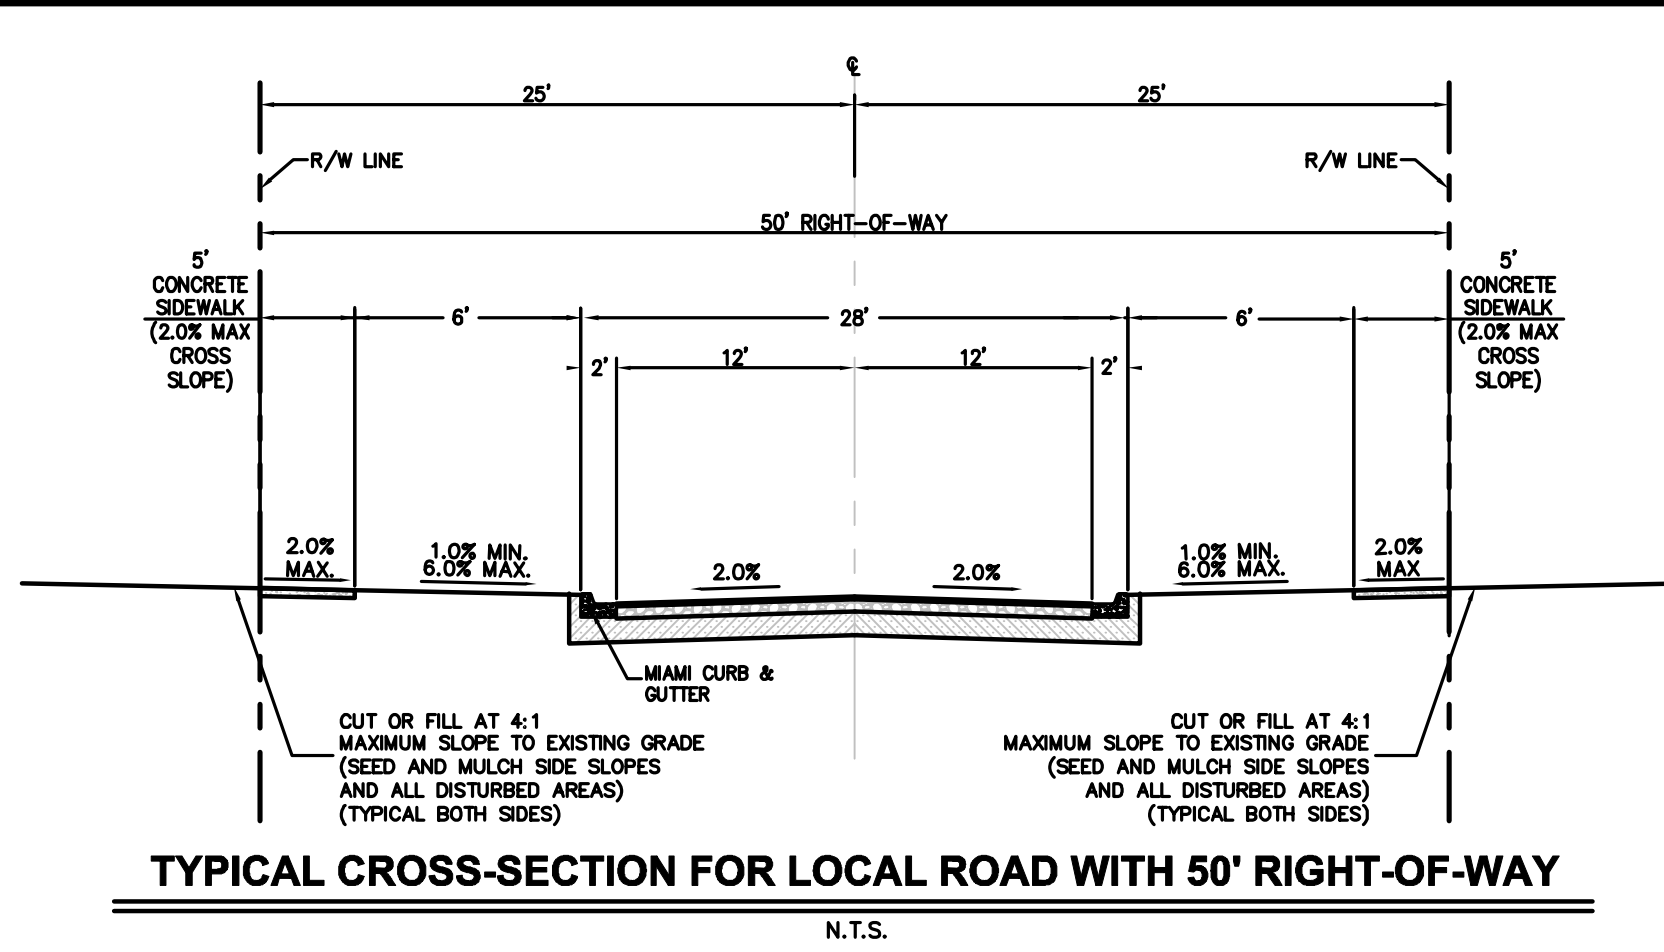 ℄
25' 25'
R/W LINE R/W LINE
50' RIGHT-OF-WAY
5'
CONCRETE
SIDEWALK
(2.0% MAX
CROSS
SLOPE)
6' 28' 6'
5'
CONCRETE
SIDEWALK
(2.0% MAX
CROSS
SLOPE)
2' 12' 12' 2'
2.0%
MAX.
1.0% MIN.
6.0% MAX.
2.0% 2.0%
1.0% MIN.
6.0% MAX.
2.0%
MAX
MIAMI CURB &
GUTTER
CUT OR FILL AT 4:1
MAXIMUM SLOPE TO EXISTING GRADE
(SEED AND MULCH SIDE SLOPES
AND ALL DISTURBED AREAS)
(TYPICAL BOTH SIDES)
CUT OR FILL AT 4:1
MAXIMUM SLOPE TO EXISTING GRADE
(SEED AND MULCH SIDE SLOPES
AND ALL DISTURBED AREAS)
(TYPICAL BOTH SIDES)
TYPICAL CROSS-SECTION FOR LOCAL ROAD WITH 50' RIGHT-OF-WAY
N.T.S.